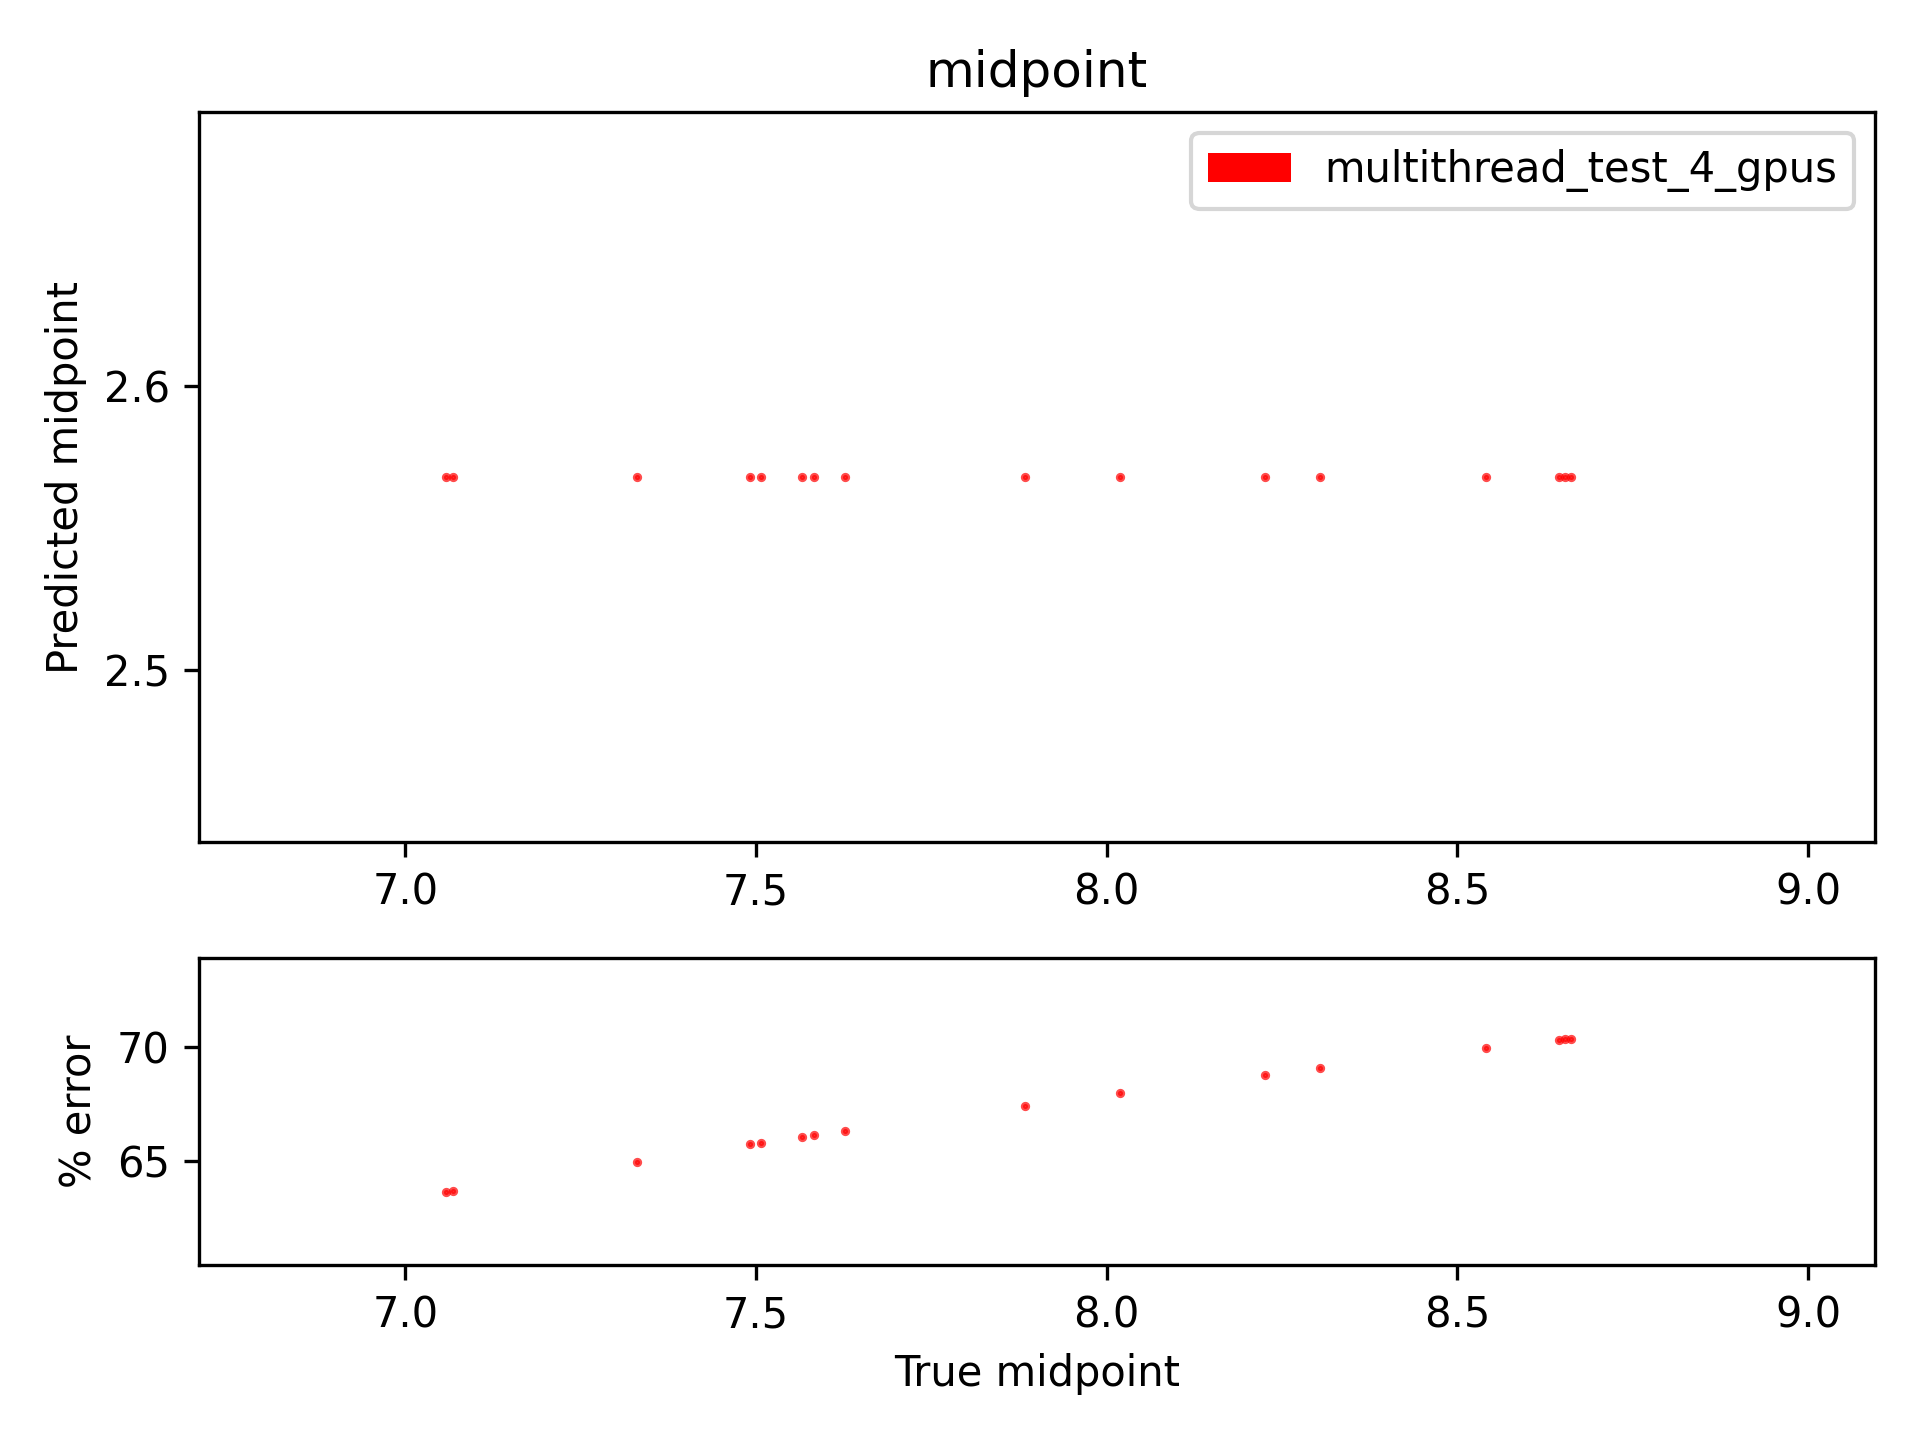 midpoint
multithread_test_4_gpus
Predicted midpoint
2.6
2.5
7.0 7.5 8.0 8.5 9.0
% error
70
65
7.0 7.5 8.0 8.5 9.0
True midpoint